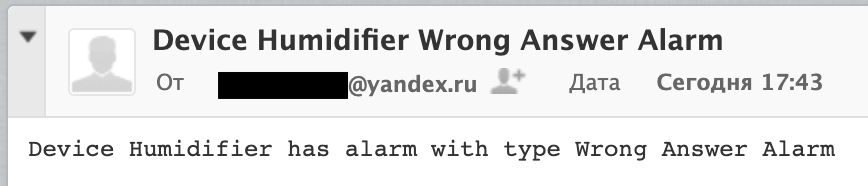 Device Humidifier Wrong Answer Alarm
От @yandex.ru Дата Сегодня 17:43
Device Humidifier has alarm with type Wrong Answer Alarm